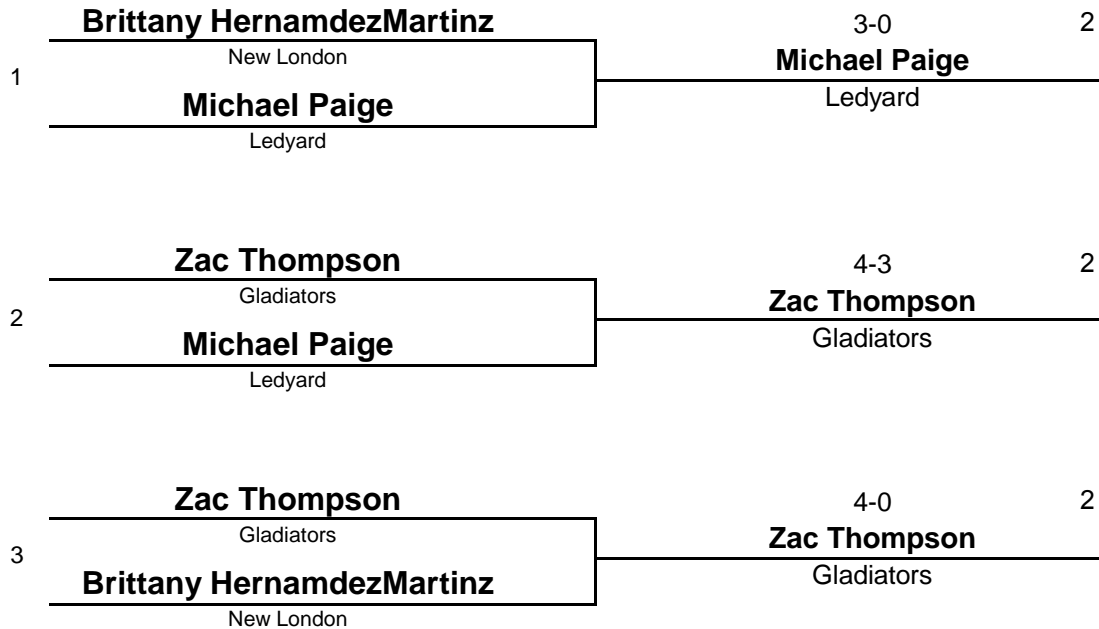 Brittany HernamdezMartinz
3-0 2
New London
Michael Paige
1
Michael Paige
Ledyard
Ledyard
Zac Thompson
4-3 2
Gladiators
Zac Thompson
2
Michael Paige
Gladiators
Ledyard
Zac Thompson
4-0 2
Gladiators
Zac Thompson
3
Brittany HernamdezMartinz
Gladiators
New London